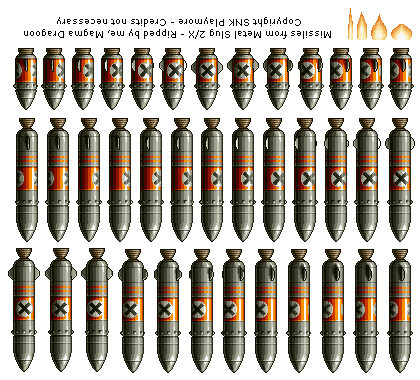 Missiles from Metal Slug 2/X - Ripped by me, Magma Dragoon
Copyright SNK Playmore - Credits not necessary